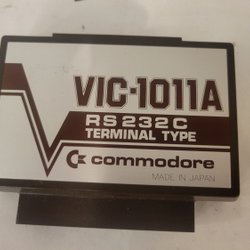 VIC-1011A
RS232C
TERMINAL TYPE
commodore
MADE IN JAPAN